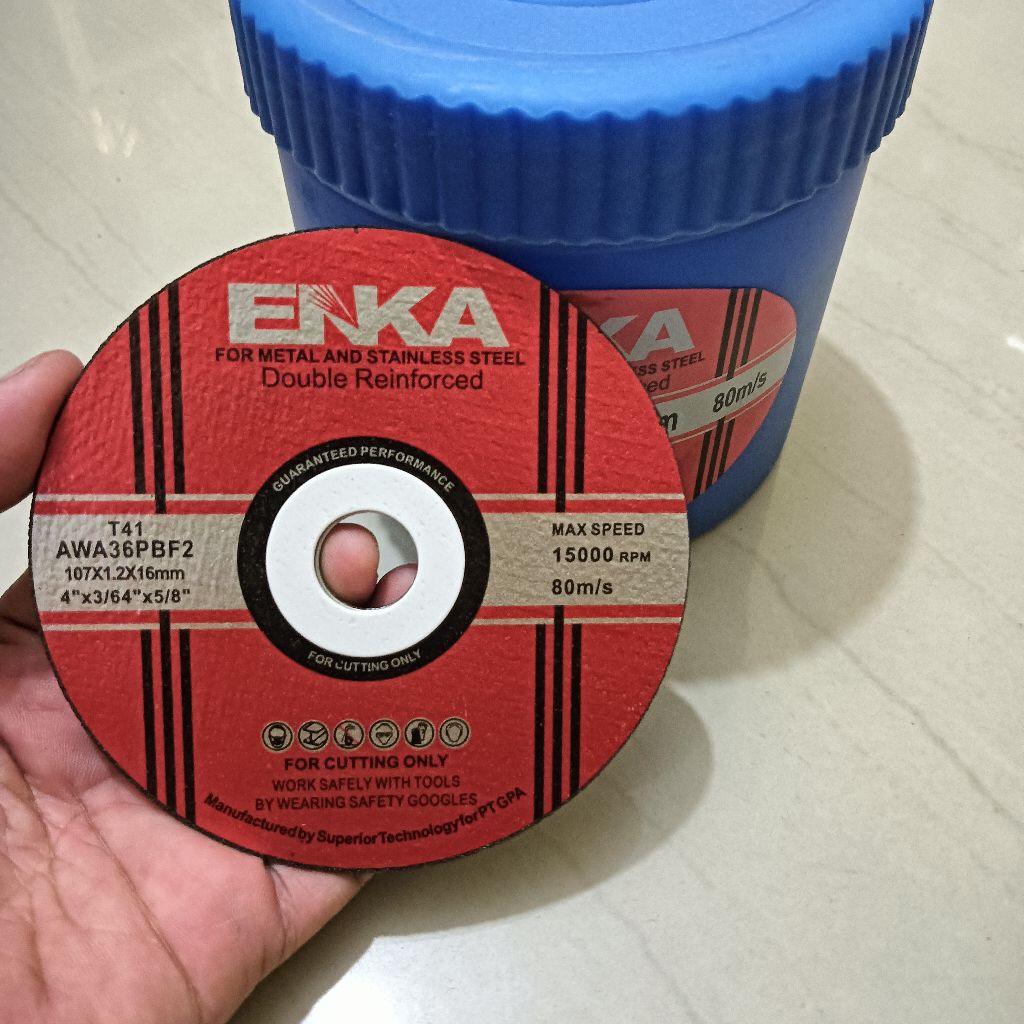 ENKA
FOR METAL AND STAINLESS STEEL
Double Reinforced
GUARANTEED PERFORMANCE
T41
AWA36PBF2
107X1.2X16mm
4"x3/64"x5/8"
MAX SPEED
15000 RPM
80m/s
FOR CUTTING ONLY
FOR CUTTING ONLY
WORK SAFELY WITH TOOLS
BY WEARING SAFETY GOOGLES
Manufactured by Superior Technology for PT GPA
KA
STEEL
80m/s